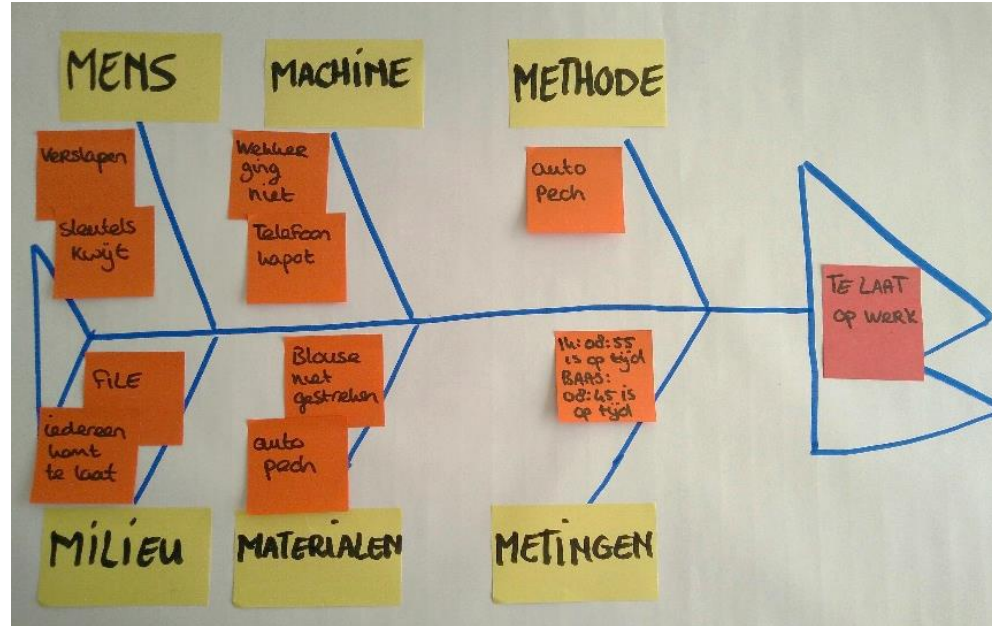 MENS
MACHINE
METHODE
Verslapen
Sleutels
kwijt
Wekker
ging
niet
Telefoon
kapot
auto
pech
TE LAAT
OP WERK
FILE
iedereen
komt
te laat
Blouse
niet
gestreken
auto
pech
IK: 08:55
is op tijd
BAAS:
08:45 is
op tijd
MILIEU
MATERIALEN
METINGEN